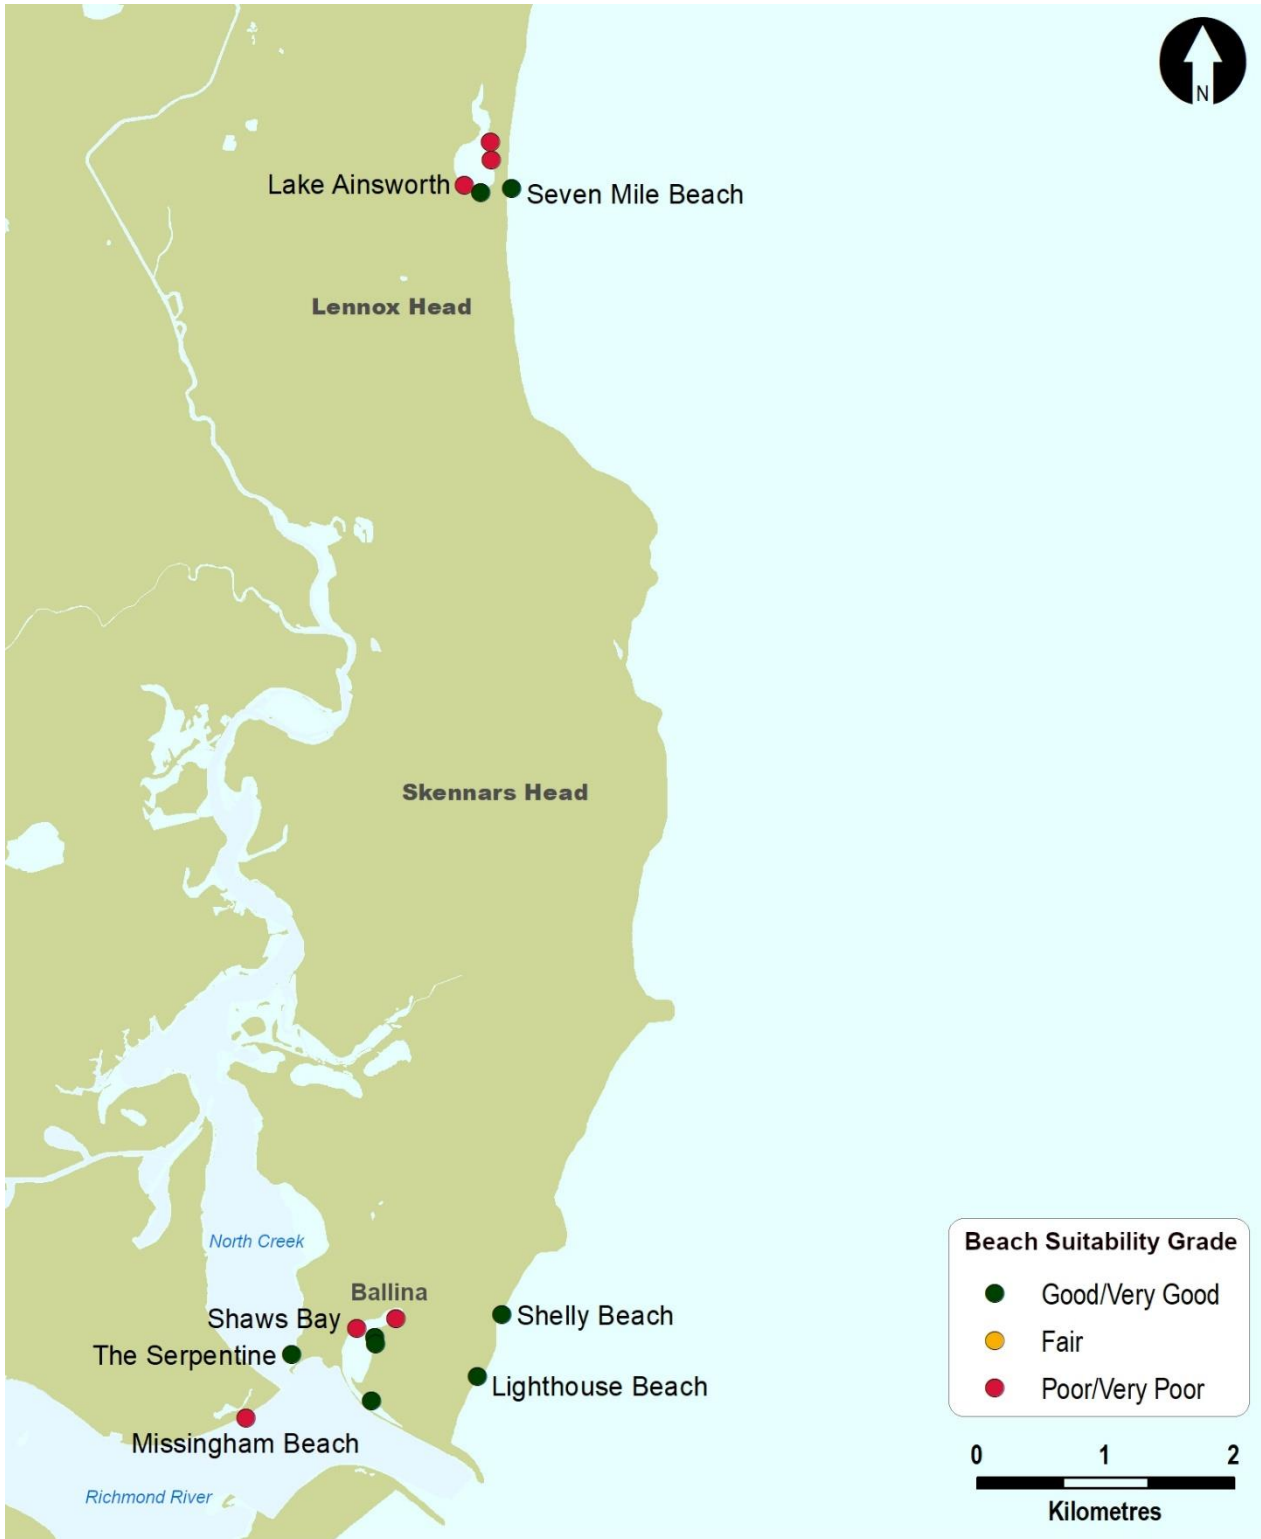 N
Lake Ainsworth
Seven Mile Beach
Lennox Head
Skennars Head
North Creek
Ballina
Shaws Bay
Shelly Beach
The Serpentine
Lighthouse Beach
Missingham Beach
Richmond River
Beach Suitability Grade
Good/Very Good
Fair
Poor/Very Poor
0 1 2
Kilometres